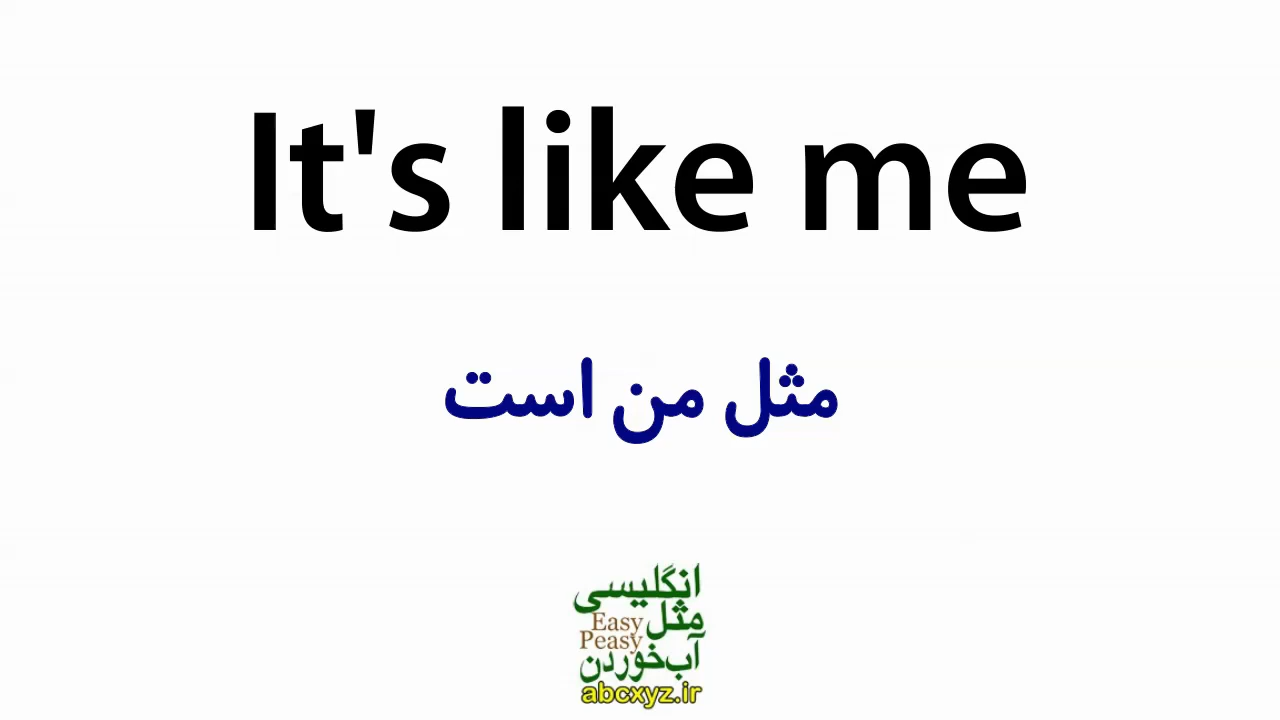 It's like me
مثل من است
انگلیسی
مثل Easy
Peasy
آب‌خوردن
abcxyz.ir